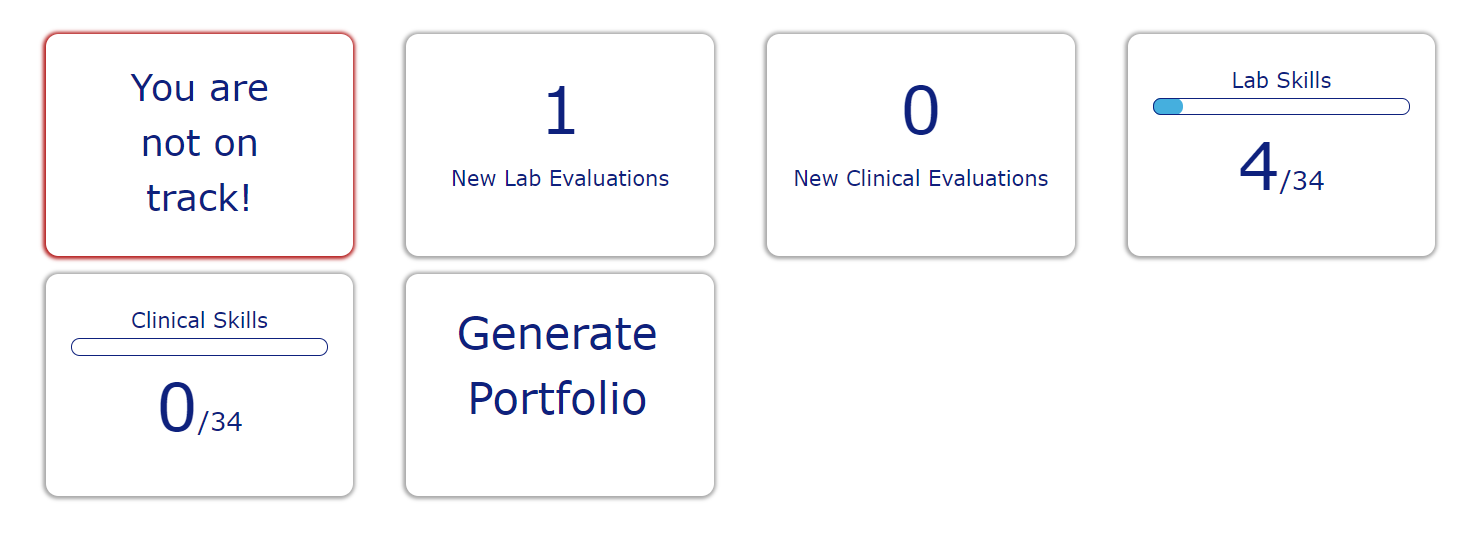 You are
not on
track!
1
New Lab Evaluations
0
New Clinical Evaluations
Lab Skills
4/34
Clinical Skills
0/34
Generate
Portfolio